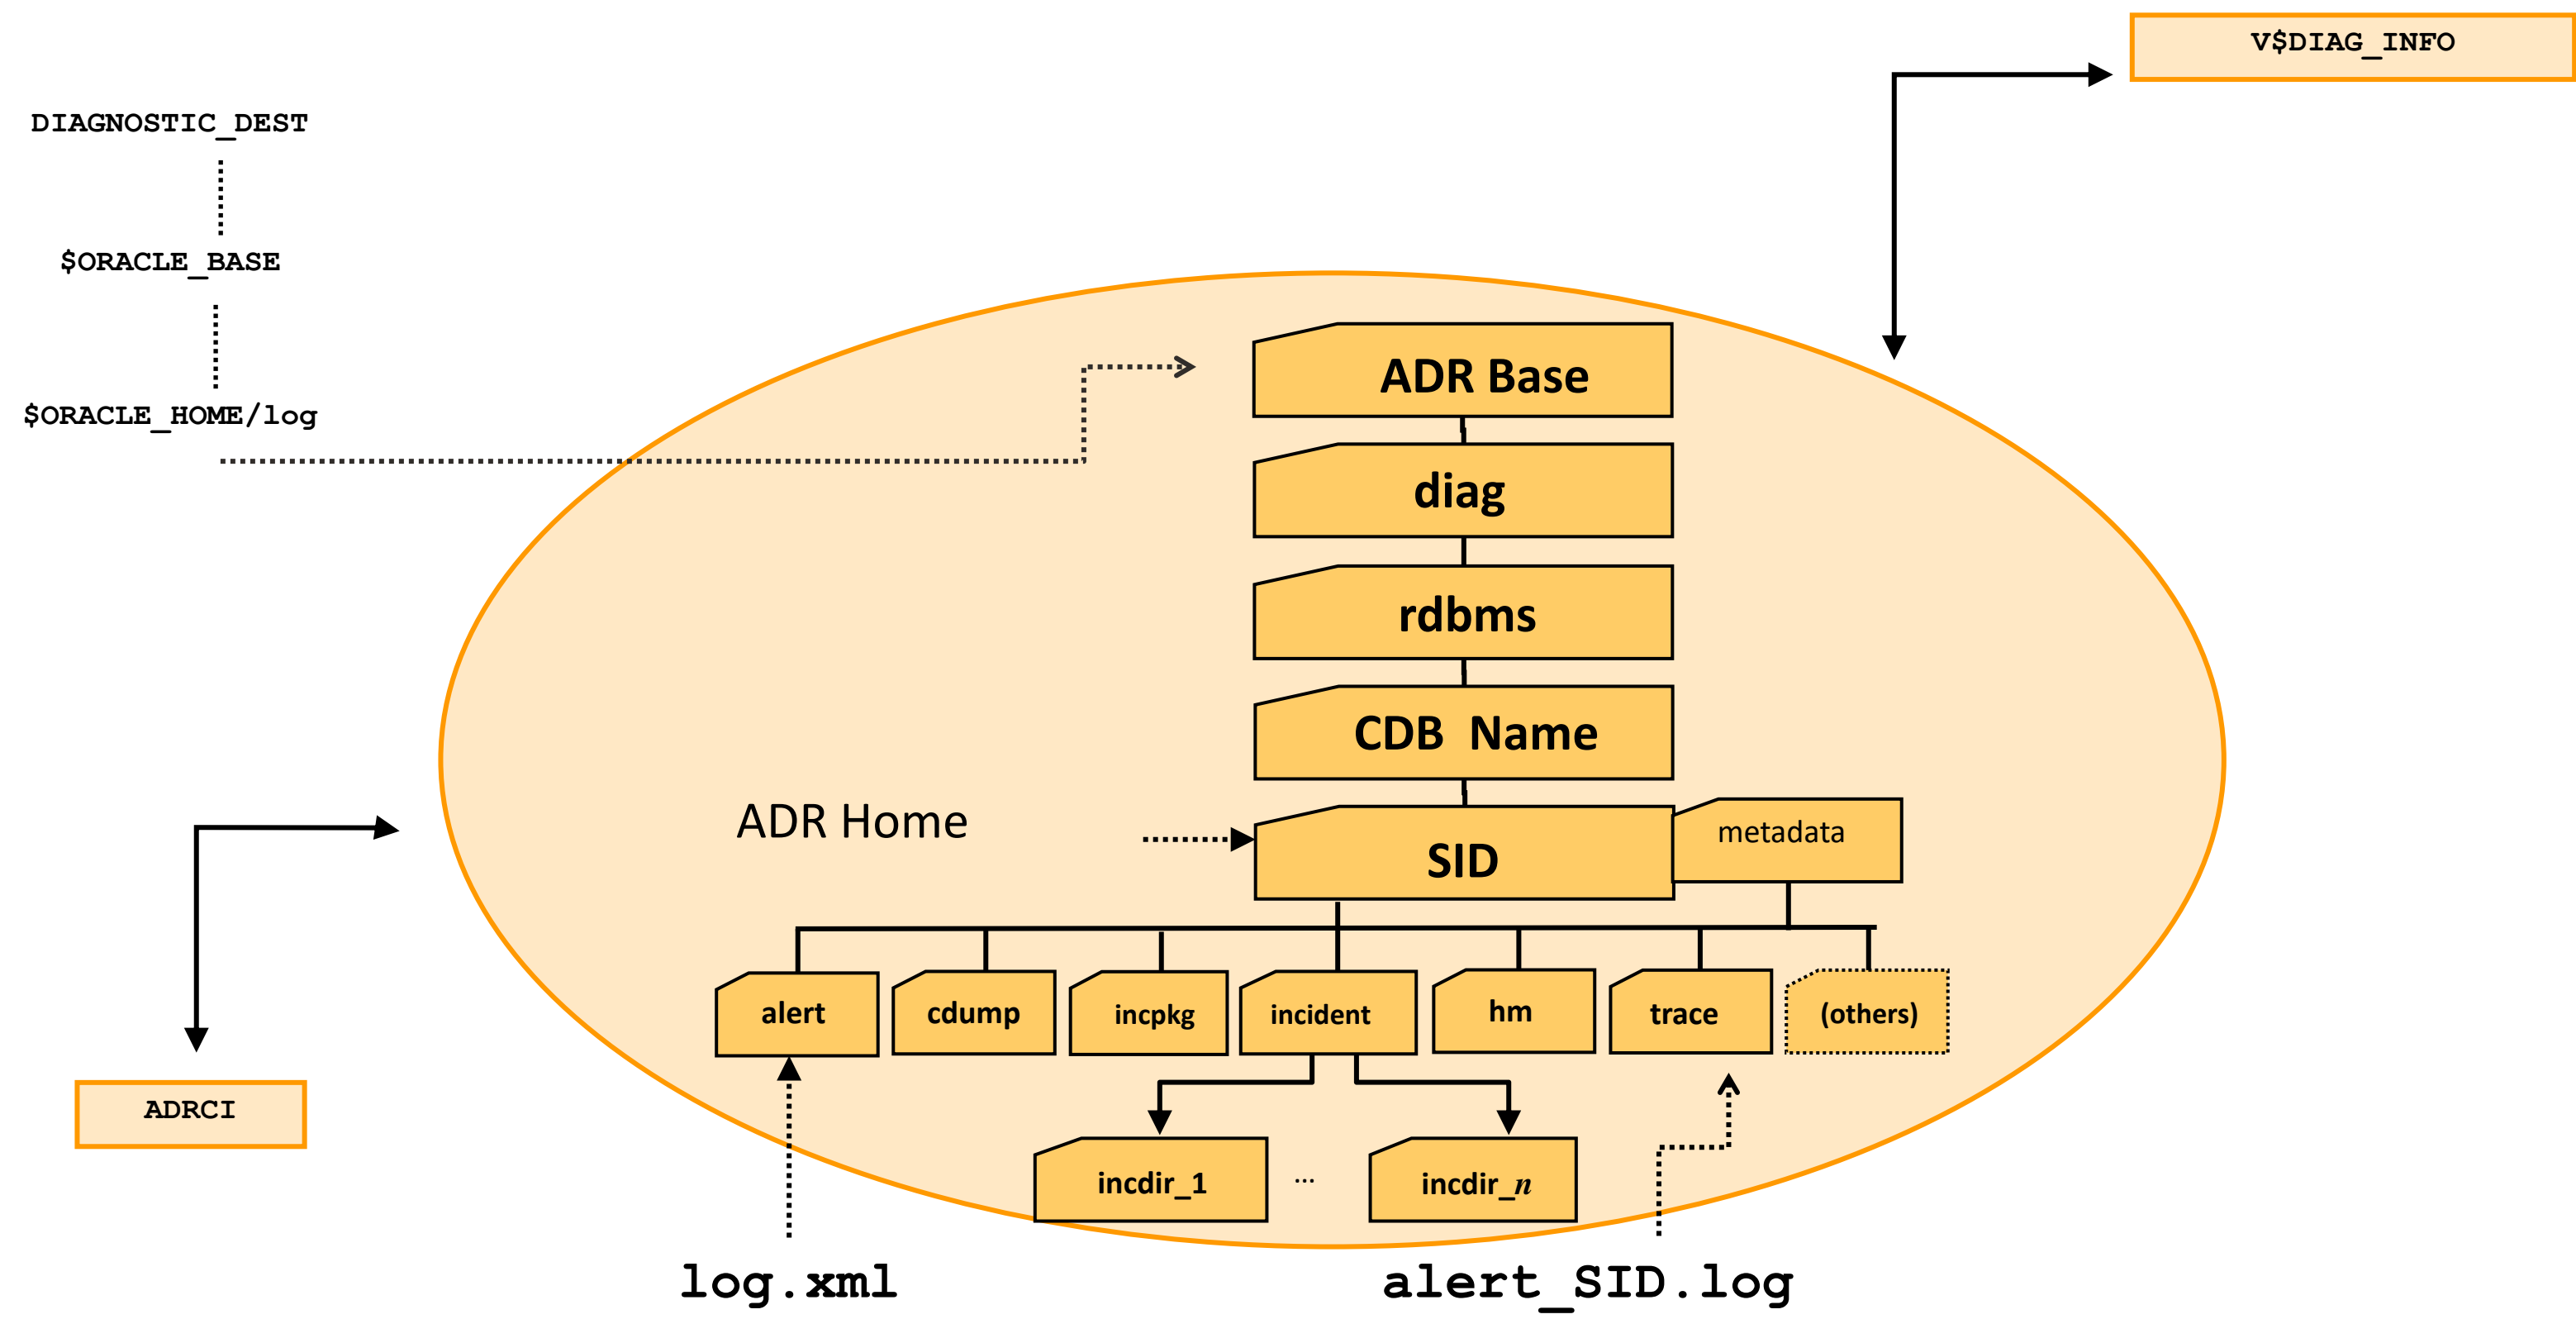 V$DIAG_INFO
DIAGNOSTIC_DEST
$ORACLE_BASE
$ORACLE_HOME/log
ADR Base
diag
rdbms
CDB  Name
ADR Home
SID
metadata
alert
cdump
incpkg
incident
hm
trace
(others)
ADRCI
incdir_1
...
incdir_n
log.xml
alert_SID.log